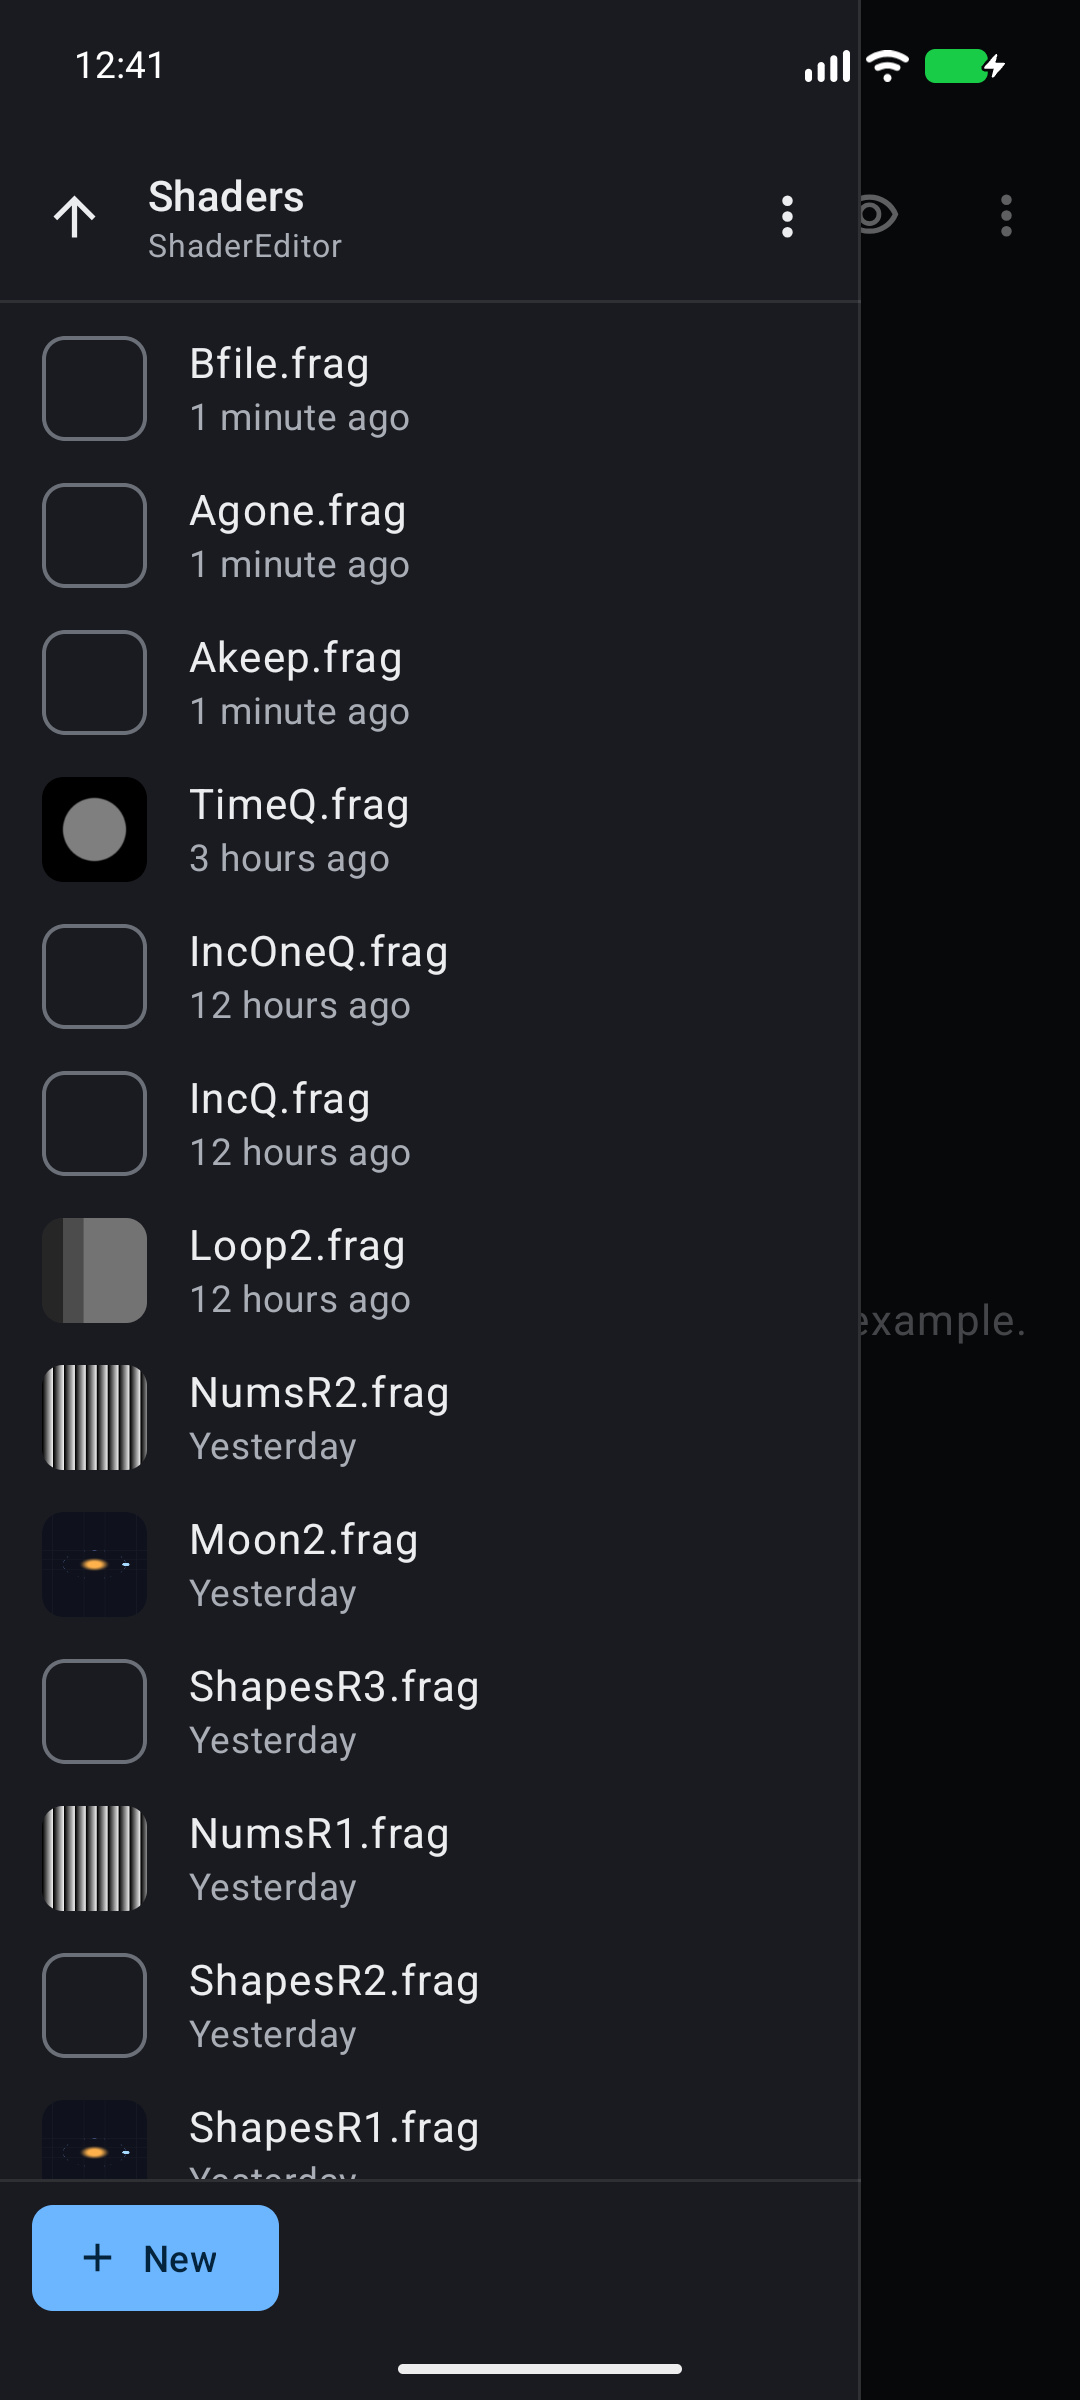 12:41
Shaders
ShaderEditor
Bfile.frag
1 minute ago
Agone.frag
1 minute ago
Akeep.frag
1 minute ago
TimeQ.frag
3 hours ago
IncOneQ.frag
12 hours ago
IncQ.frag
12 hours ago
Loop2.frag
12 hours ago
example.
NumsR2.frag
Yesterday
Moon2.frag
Yesterday
ShapesR3.frag
Yesterday
NumsR1.frag
Yesterday
ShapesR2.frag
Yesterday
ShapesR1.frag
Yesterday
New